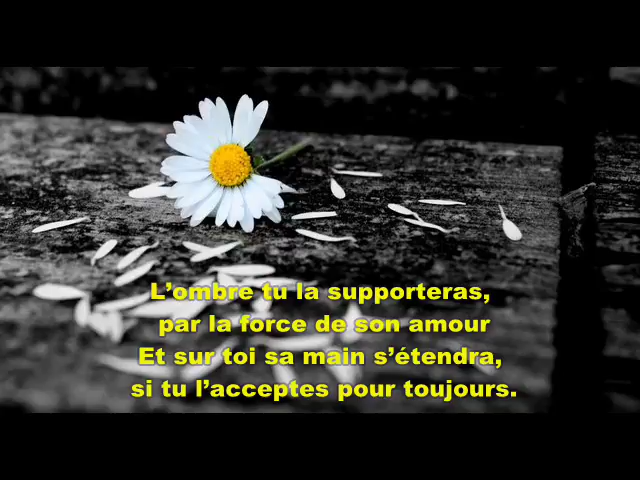 L’ombre tu la supporteras,
par la force de son amour
Et sur toi sa main s’étendra,
si tu l’acceptes pour toujours.